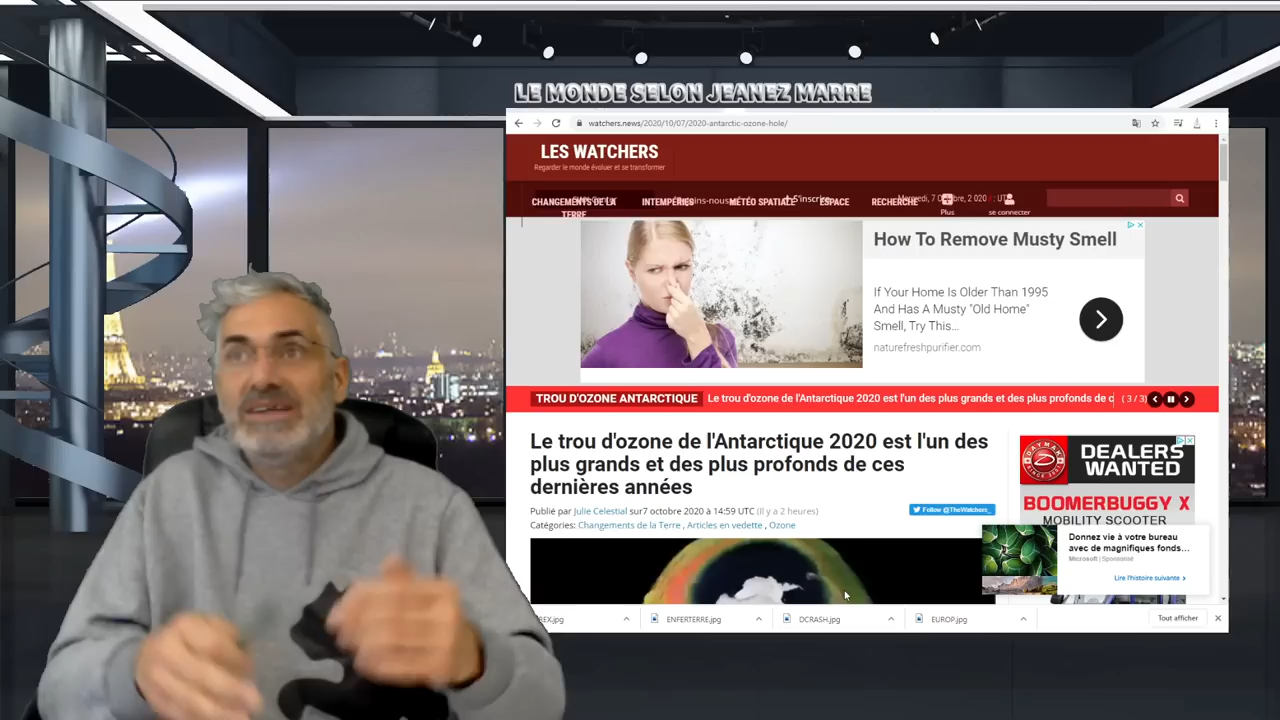 LE MONDE SELON JEANEZ MARRE
watchers.news/2020/10/07/2020-antarctic-ozone-hole/
LES WATCHERS
Regarder le monde évoluer et se transformer
CHANGEMENTS DE LA TERRE
INTEMPÉRIES
MÉTÉO SPATIALE
S'inscrire
ESPACE
RECHERCHE
Plus
se connecter
How To Remove Musty Smell
If Your Home Is Older Than 1995
And Has A Musty "Old Home"
Smell, Try This...
naturefreshpurifier.com
TROU D'OZONE ANTARCTIQUE
Le trou d'ozone de l'Antarctique 2020 est l'un des plus grands et des plus profonds de c
( 3 / 3 )
Le trou d'ozone de l'Antarctique 2020 est l'un des
plus grands et des plus profonds de ces
dernières années
Publié par Julie Celestial sur7 octobre 2020 à 14:59 UTC (Il y a 2 heures)
Follow @TheWatchers_
Catégories: Changements de la Terre , Articles en vedette , Ozone
DAYMAK
DEALERS
WANTED
BOOMERBUGGY X
MOBILITY SCOOTER
Donnez vie à votre bureau
avec de magnifiques fonds...
Microsoft | Sponsorisé
Lire l'histoire suivante >
REX.jpg
ENFERTERRE.jpg
DCRASH.jpg
EUROP.jpg
Tout afficher